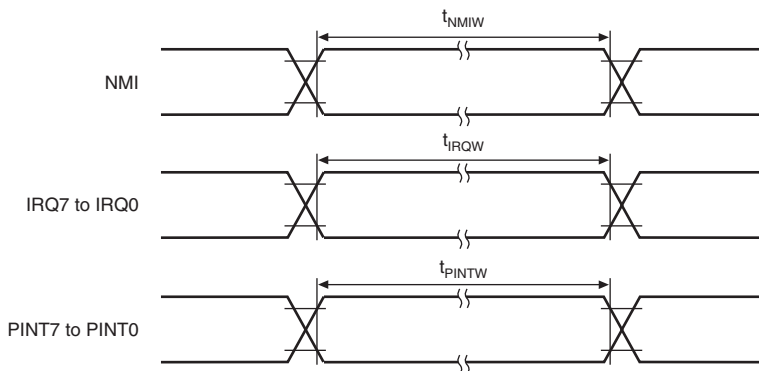 tNMIW
NMI
tIRQW
IRQ7 to IRQ0
tPINTW
PINT7 to PINT0